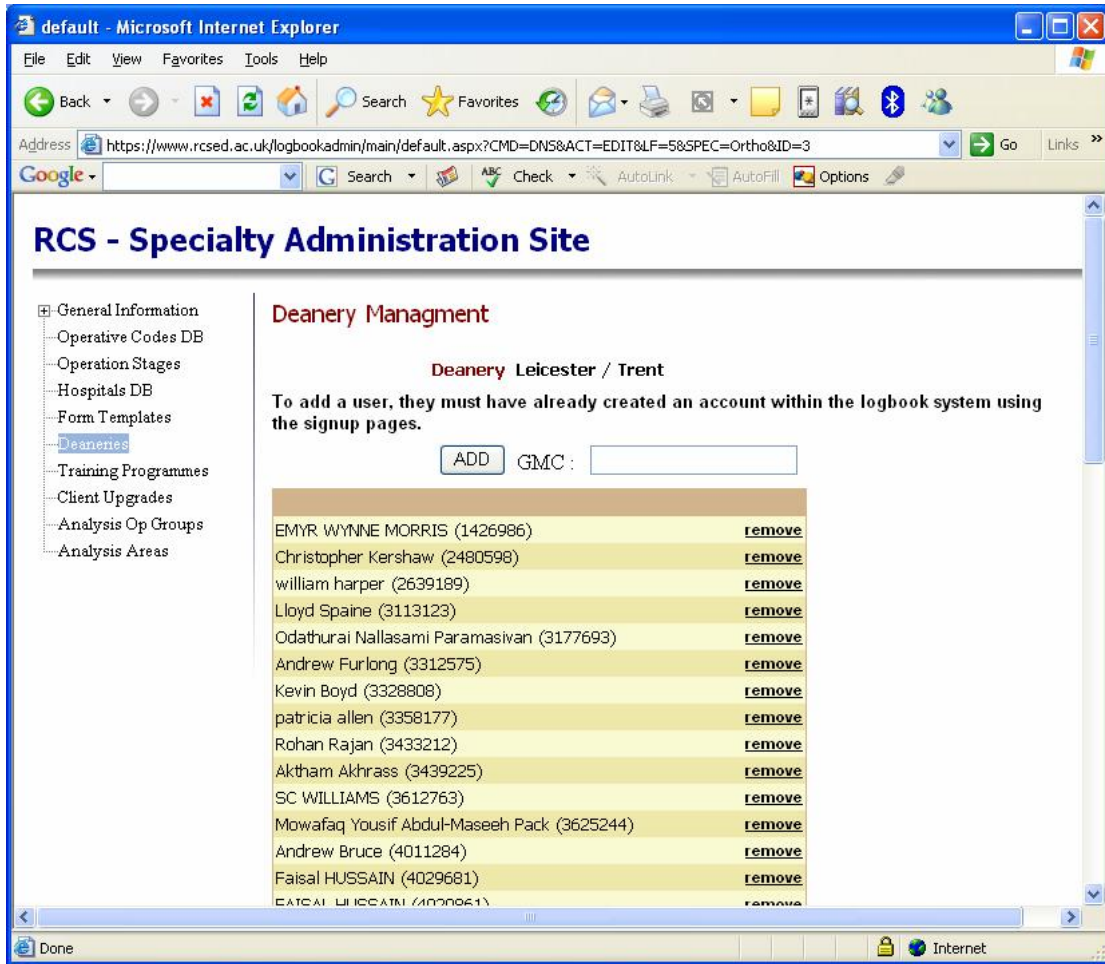 default - Microsoft Internet Explorer
File Edit View Favorites Tools Help
Back Search Favorites
Address https://www.rcsed.ac.uk/logbookadmin/main/default.aspx?CMD=DNS&ACT=EDIT&LF=5&SPEC=Ortho&ID=3 Go Links »
Google G Search ABC Check AutoLink AutoFill Options
RCS - Specialty Administration Site
General Information
Operative Codes DB
Operation Stages
Hospitals DB
Form Templates
Deaneries
Training Programmes
Client Upgrades
Analysis Op Groups
Analysis Areas
Deanery Managment
Deanery Leicester / Trent
To add a user, they must have already created an account within the logbook system using
the signup pages.
ADD GMC :
EMYR WYNNE MORRIS (1426986) remove
Christopher Kershaw (2480598) remove
william harper (2639189) remove
Lloyd Spaine (3113123) remove
Odathurai Nallasami Paramasivan (3177693) remove
Andrew Furlong (3312575) remove
Kevin Boyd (3328808) remove
patricia allen (3358177) remove
Rohan Rajan (3433212) remove
Aktham Akhrass (3439225) remove
SC WILLIAMS (3612763) remove
Mowafaq Yousif Abdul-Maseeh Pack (3625244) remove
Andrew Bruce (4011284) remove
Faisal HUSSAIN (4029681) remove
FAISAL HUSSAIN (4020861) remove
Done Internet